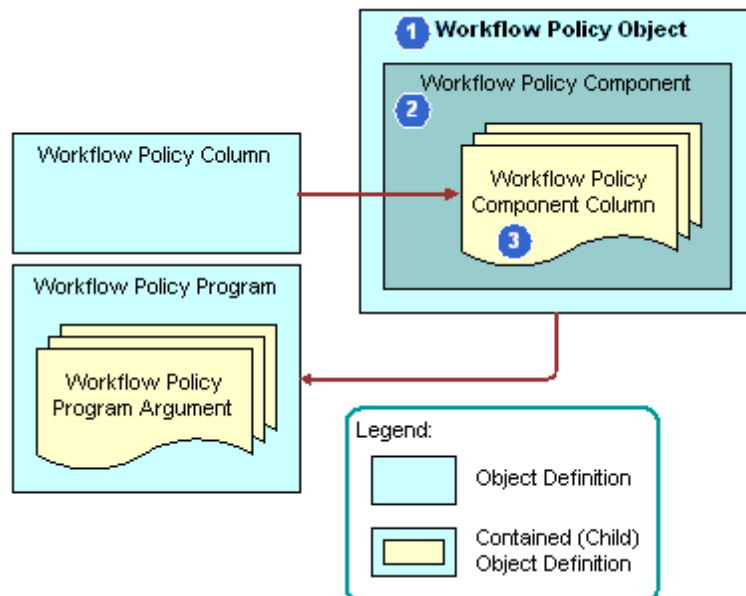 1 Workflow Policy Object
Workflow Policy Component
2
Workflow Policy Column
Workflow Policy
Component Column
3
Workflow Policy Program
Workflow Policy
Program Argument
Legend:
Object Definition
Contained (Child)
Object Definition